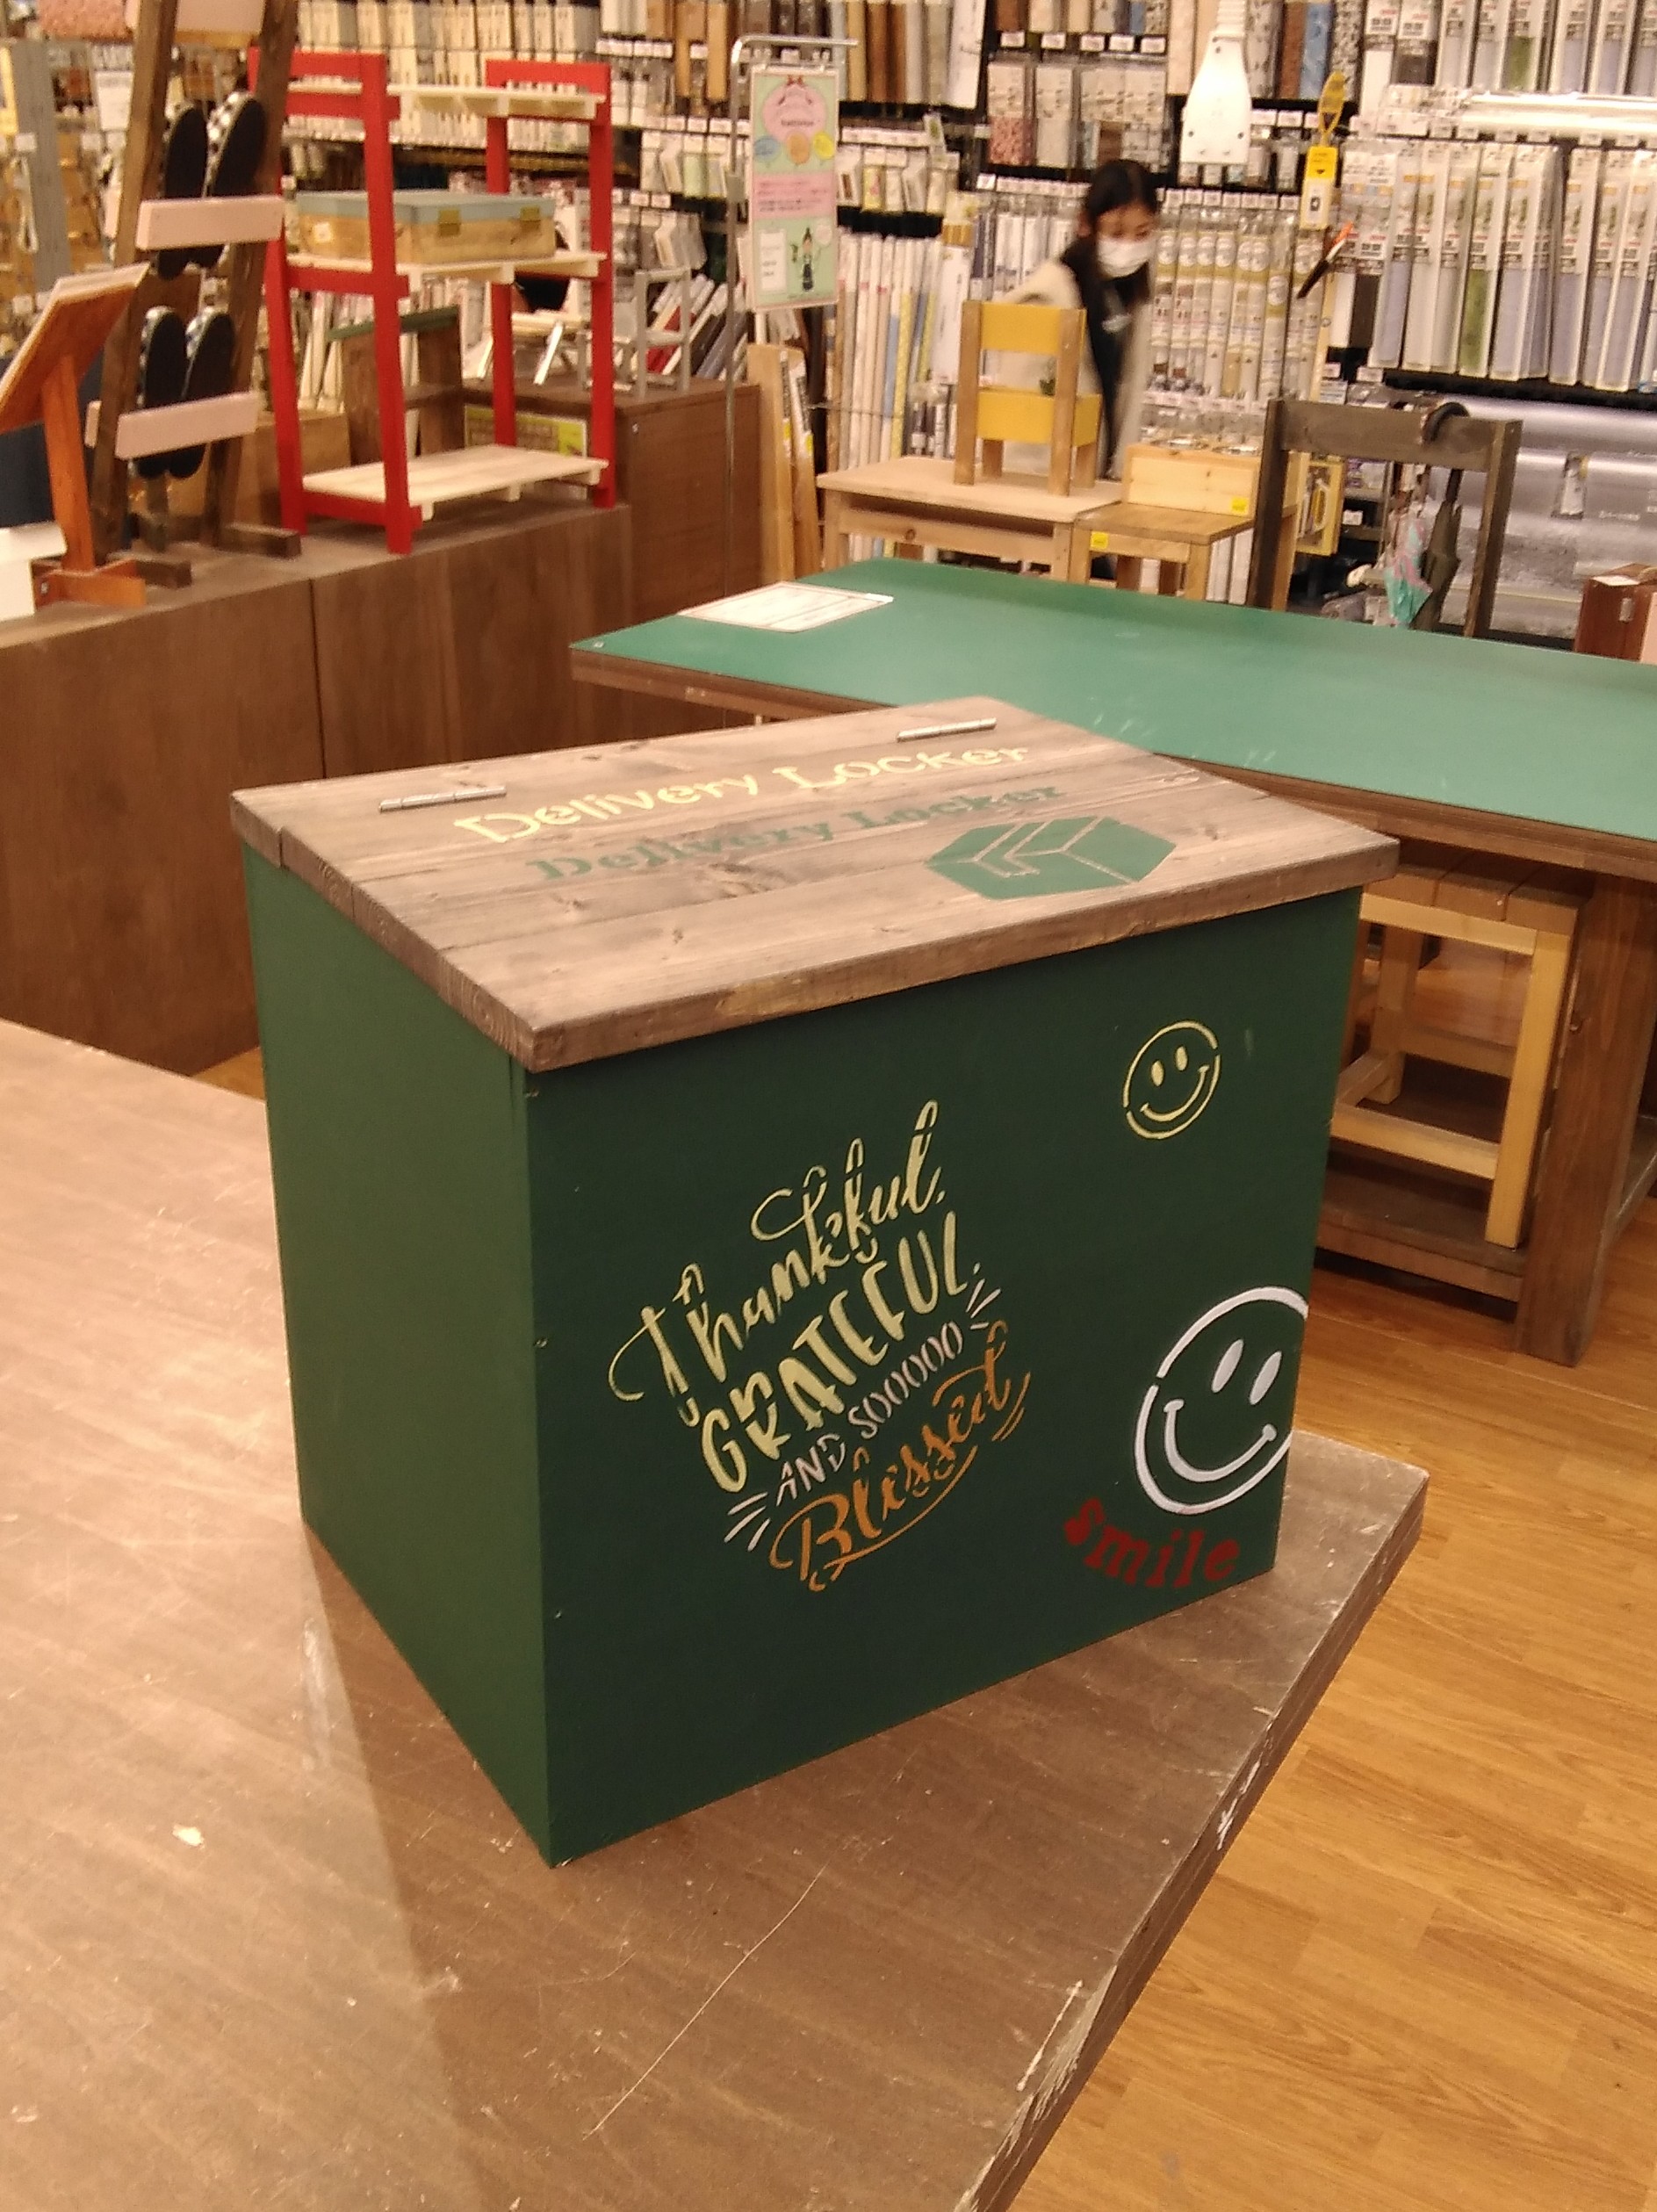 Delivery Locker
Delivery Locker
Thankful,
GRATEFUL,
AND SOOOOO
Blessed
smile